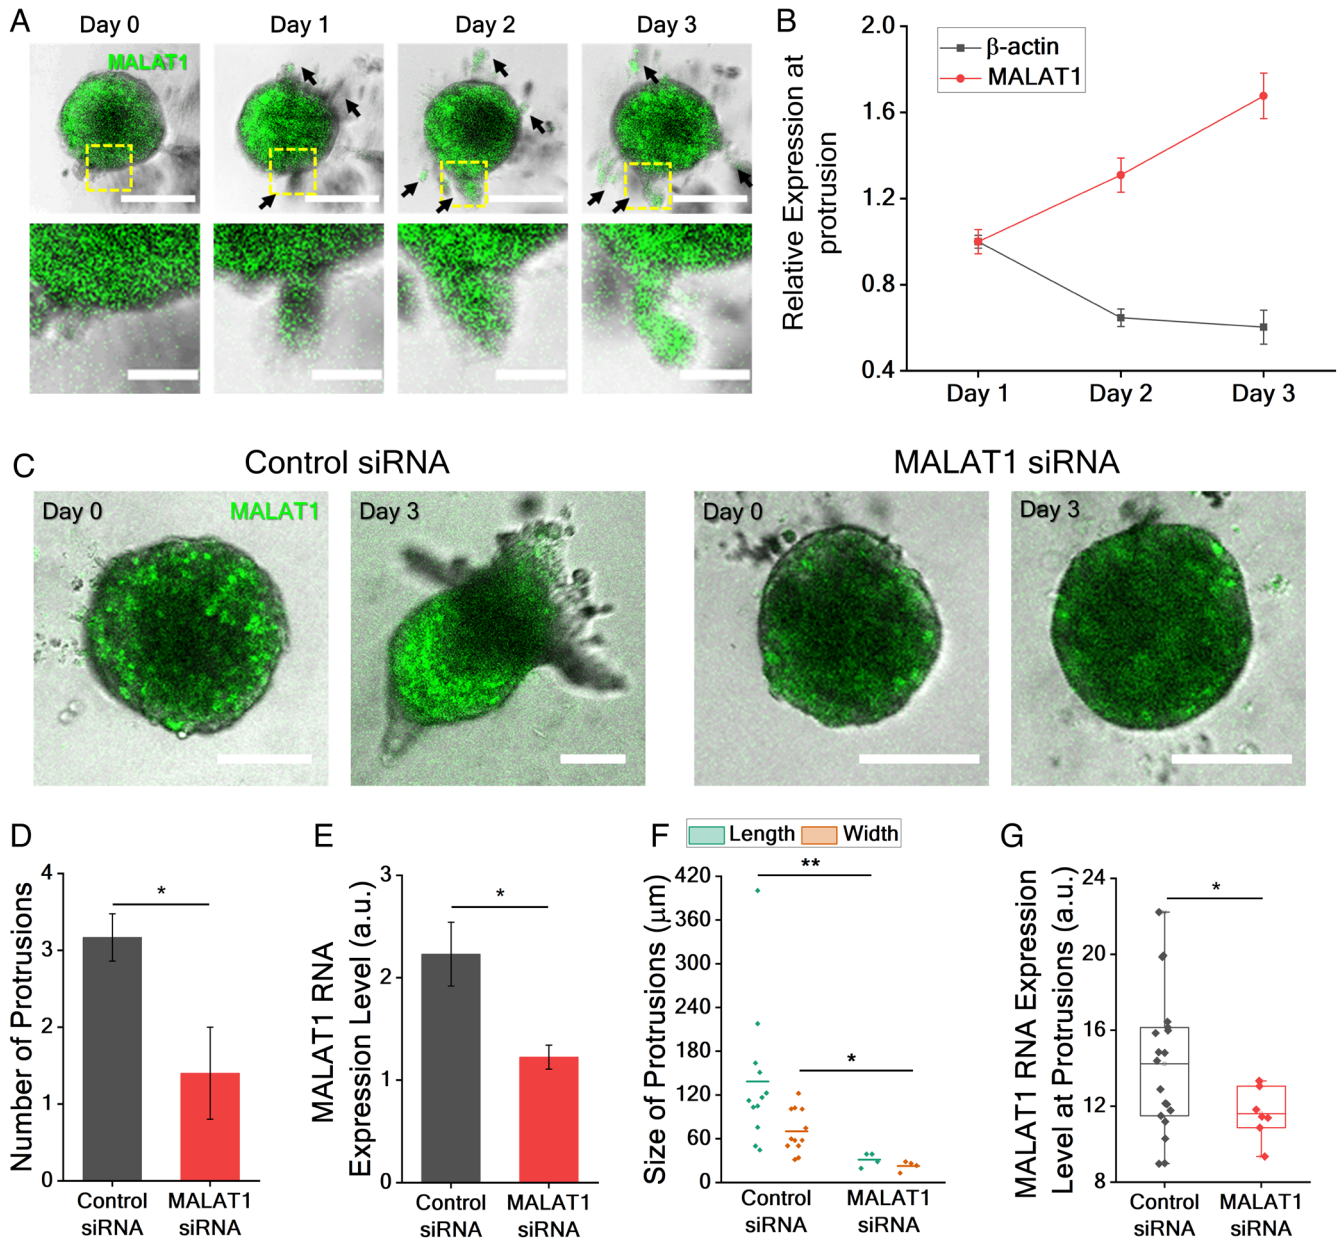 A
Day 0
Day 1
Day 2
Day 3
MALAT1
B
Relative Expression at
protrusion
2.0
1.6
1.2
0.8
0.4
β-actin
MALAT1
Day 1
Day 2
Day 3
C
Control siRNA
MALAT1 siRNA
Day 0
MALAT1
Day 3
Day 0
Day 3
D
Number of Protrusions
4
3
2
1
0
*
Control
siRNA
MALAT1
siRNA
E
MALAT1 RNA
Expression Level (a.u.)
3
2
1
0
*
Control
siRNA
MALAT1
siRNA
F
Length
Width
Size of Protrusions (μm)
420
360
300
240
180
120
60
0
**
*
Control
siRNA
MALAT1
siRNA
G
MALAT1 RNA Expression
Level at Protrusions (a.u.)
24
20
16
12
8
*
Control
siRNA
MALAT1
siRNA